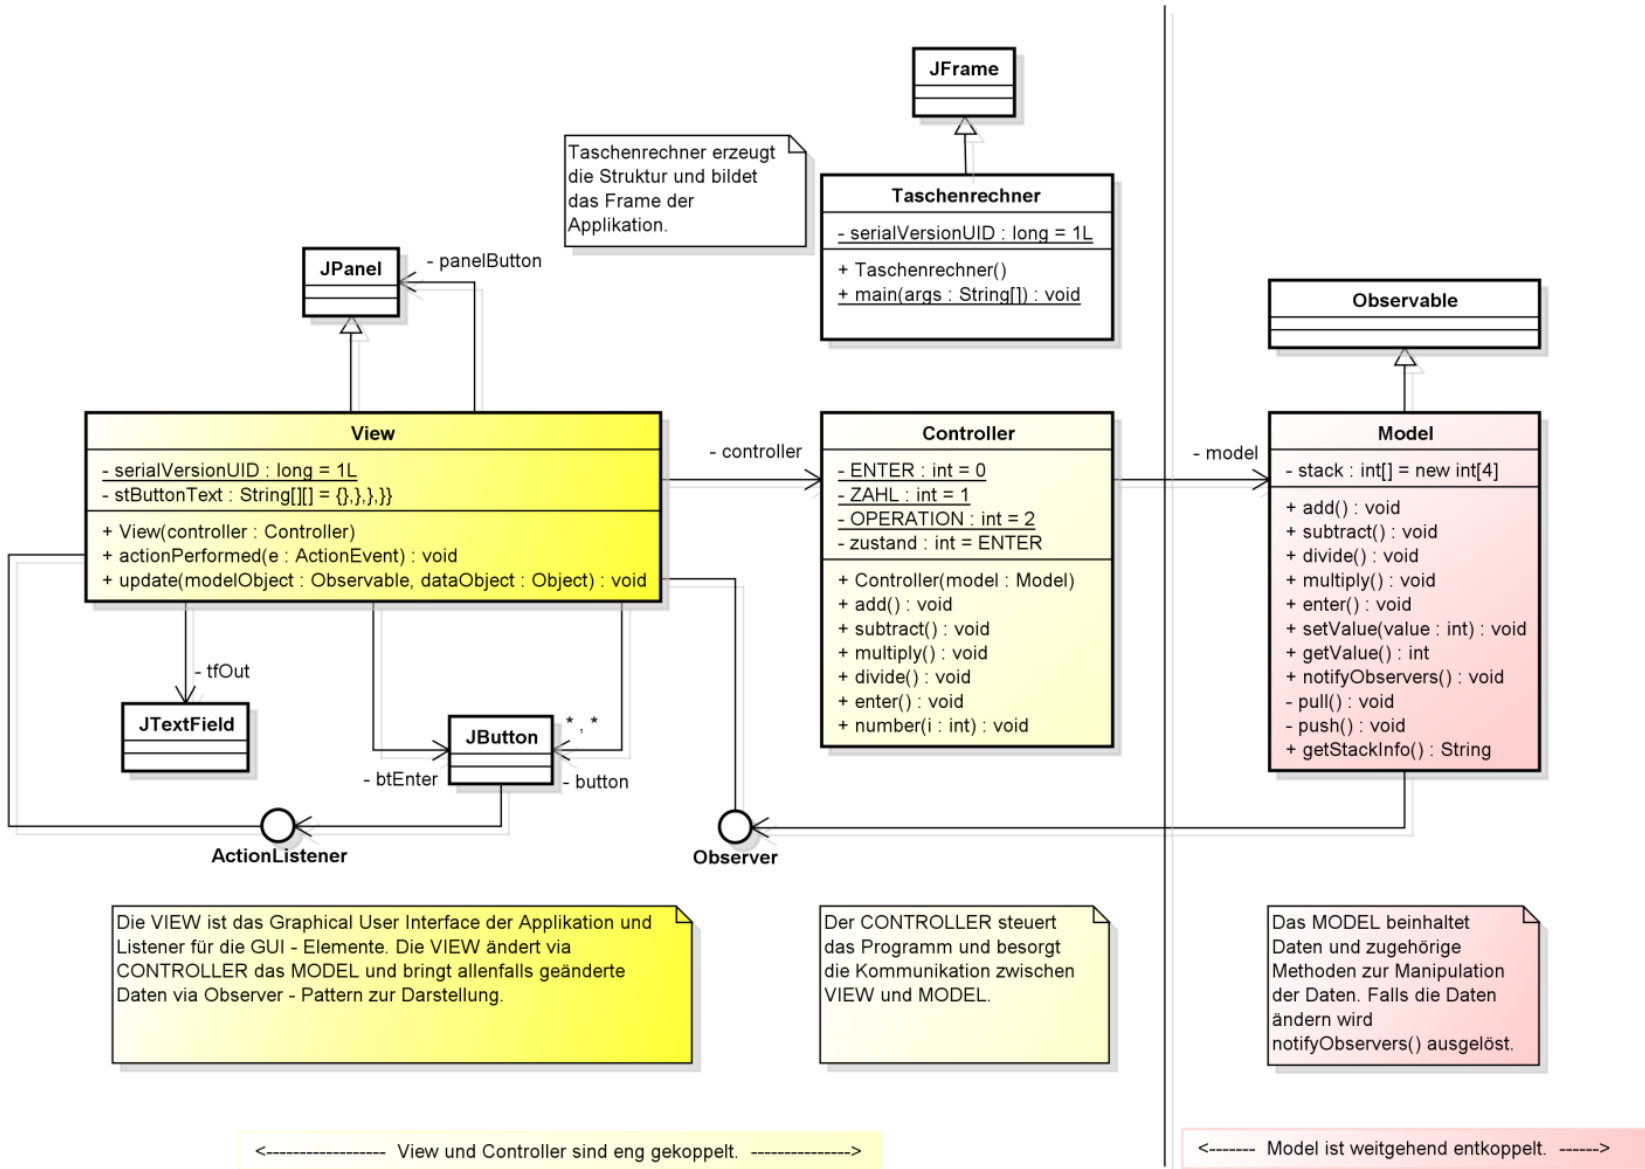 JFrame
Taschenrechner erzeugt
die Struktur und bildet
das Frame der
Applikation.
Taschenrechner
- serialVersionUID : long = 1L
+ Taschenrechner()
+ main(args : String[]) : void
JPanel
- panelButton
Observable
View
- serialVersionUID : long = 1L
- stButtonText : String[][] = {},},},}}
+ View(controller : Controller)
+ actionPerformed(e : ActionEvent) : void
+ update(modelObject : Observable, dataObject : Object) : void
- controller
Controller
- ENTER : int = 0
- ZAHL : int = 1
- OPERATION : int = 2
- zustand : int = ENTER
+ Controller(model : Model)
+ add() : void
+ subtract() : void
+ multiply() : void
+ divide() : void
+ enter() : void
+ number(i : int) : void
- model
Model
- stack : int[] = new int[4]
+ add() : void
+ subtract() : void
+ divide() : void
+ multiply() : void
+ enter() : void
+ setValue(value : int) : void
+ getValue() : int
+ notifyObservers() : void
- pull() : void
- push() : void
+ getStackInfo() : String
- tfOut
JTextField
JButton
* , *
- btEnter
- button
ActionListener
Observer
Die VIEW ist das Graphical User Interface der Applikation und
Listener für die GUI - Elemente. Die VIEW ändert via
CONTROLLER das MODEL und bringt allenfalls geänderte
Daten via Observer - Pattern zur Darstellung.
Der CONTROLLER steuert
das Programm und besorgt
die Kommunikation zwischen
VIEW und MODEL.
Das MODEL beinhaltet
Daten und zugehörige
Methoden zur Manipulation
der Daten. Falls die Daten
ändern wird
notifyObservers() ausgelöst.
<------------------ View und Controller sind eng gekoppelt. --------------->
<------- Model ist weitgehend entkoppelt. ------>